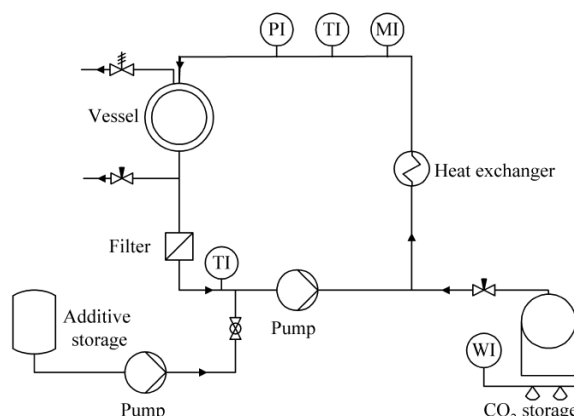 PI
TI
MI
Vessel
Heat exchanger
Filter
TI
Additive
storage
Pump
WI
Pump
CO₂ storage